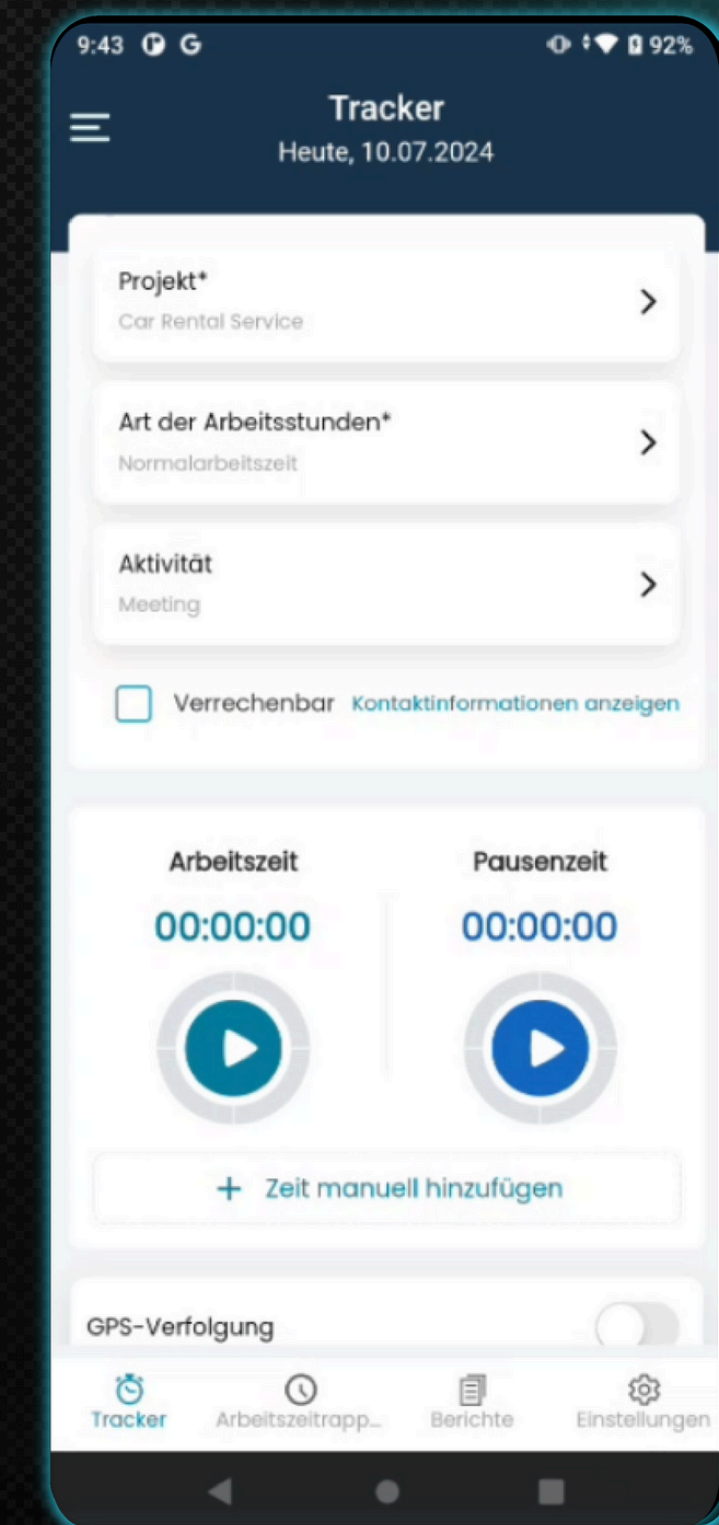 9:43 92%
Tracker
Heute, 10.07.2024
Projekt*
Car Rental Service
Art der Arbeitsstunden*
Normalarbeitszeit
Aktivität
Meeting
Verrechenbar Kontaktinformationen anzeigen
Arbeitszeit Pausenzeit
00:00:00 00:00:00
+ Zeit manuell hinzufügen
GPS-Verfolgung
Tracker Arbeitszeitrapp... Berichte Einstellungen